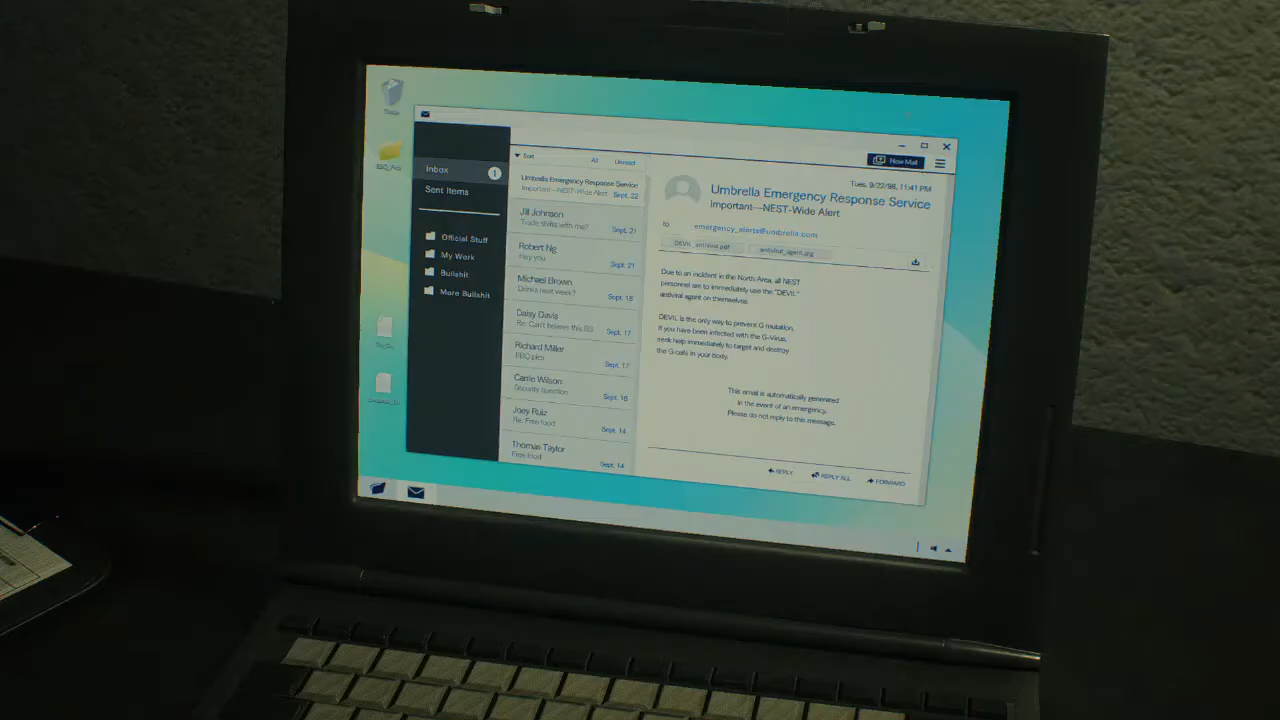 Inbox
1
Sent Items
Official Stuff
My Work
Bullshit
More Bullshit
Sort
All
Unread
Umbrella Emergency Response Service
Important—NEST-Wide Alert
Sept. 22
Jill Johnson
Trade shifts with me?
Sept. 21
Robert Ng
Hey you
Sept. 21
Michael Brown
Drinks next week?
Sept. 18
Daisy Davis
Re: Can't believe this BS
Sept. 17
Richard Miller
BBQ pics
Sept. 17
Carrie Wilson
Security question
Sept. 16
Joey Ruiz
Re: Free food
Sept. 14
Thomas Taylor
Free food
Sept. 14
New Mail
Tues, 9/22/98, 11:41 PM
Umbrella Emergency Response Service
Important—NEST-Wide Alert
to emergency_alerts@umbrella.com
DEVIL_antiviral.pdf
antiviral_agent.jpg
Due to an incident in the North Area, all NEST
personnel are to immediately use the "DEVIL"
antiviral agent on themselves.
DEVIL is the only way to prevent G mutation.
If you have been infected with the G-Virus,
seek help immediately to target and destroy
the G-cells in your body.
This email is automatically generated
in the event of an emergency.
Please do not reply to this message.
REPLY
REPLY ALL
FORWARD